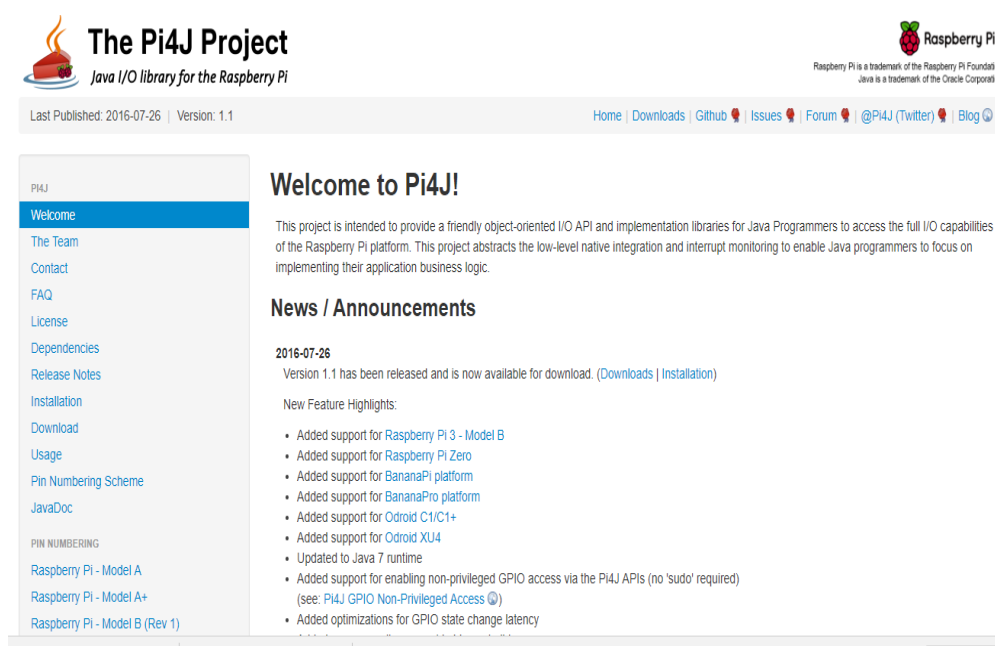 The Pi4J Project
Java I/O library for the Raspberry Pi
Raspberry Pi
Raspberry Pi is a trademark of the Raspberry Pi Foundati
Java is a trademark of the Oracle Corporati
Last Published: 2016-07-26 | Version: 1.1
Home | Downloads | Github | Issues | Forum | @Pi4J (Twitter) | Blog
PI4J
Welcome
The Team
Contact
FAQ
License
Dependencies
Release Notes
Installation
Download
Usage
Pin Numbering Scheme
JavaDoc
PIN NUMBERING
Raspberry Pi - Model A
Raspberry Pi - Model A+
Raspberry Pi - Model B (Rev 1)
Welcome to Pi4J!
This project is intended to provide a friendly object-oriented I/O API and implementation libraries for Java Programmers to access the full I/O capabilities
of the Raspberry Pi platform. This project abstracts the low-level native integration and interrupt monitoring to enable Java programmers to focus on
implementing their application business logic.
News / Announcements
2016-07-26
Version 1.1 has been released and is now available for download. (Downloads | Installation)
New Feature Highlights:
• Added support for Raspberry Pi 3 - Model B
• Added support for Raspberry Pi Zero
• Added support for BananaPi platform
• Added support for BananaPro platform
• Added support for Odroid C1/C1+
• Added support for Odroid XU4
• Updated to Java 7 runtime
• Added support for enabling non-privileged GPIO access via the Pi4J APIs (no 'sudo' required)
(see: Pi4J GPIO Non-Privileged Access)
• Added optimizations for GPIO state change latency